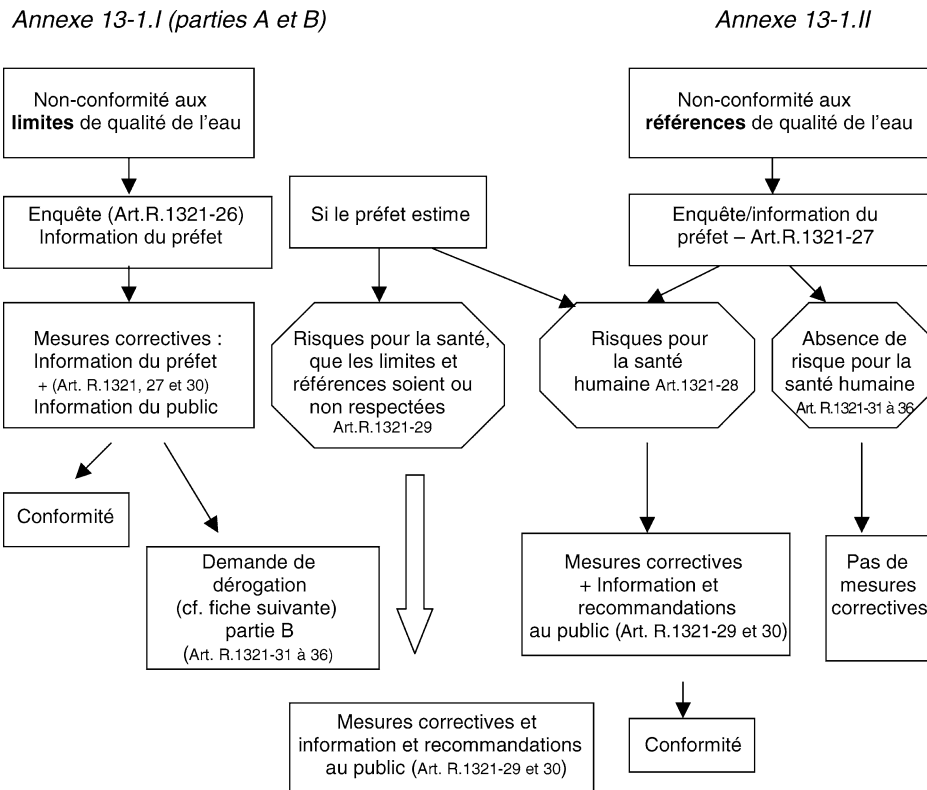 Annexe 13-1.I (parties A et B)
Annexe 13-1.II
Non-conformité aux
limites de qualité de l'eau
Non-conformité aux
références de qualité de l'eau
Enquête (Art.R.1321-26)
Information du préfet
Si le préfet estime
Enquête/information du
préfet – Art.R.1321-27
Mesures correctives :
Information du préfet
+ (Art. R.1321, 27 et 30)
Information du public
Risques pour la santé,
que les limites et
références soient ou
non respectées
Art.R.1321-29
Risques pour
la santé
humaine Art.1321-28
Absence de
risque pour la
santé humaine
Art. R.1321-31 à 36
Conformité
Demande de
dérogation
(cf. fiche suivante)
partie B
(Art. R.1321-31 à 36)
Mesures correctives
+ Information et
recommandations
au public (Art. R.1321-29 et 30)
Pas de
mesures
correctives
Mesures correctives et
information et recommandations
au public (Art. R.1321-29 et 30)
Conformité